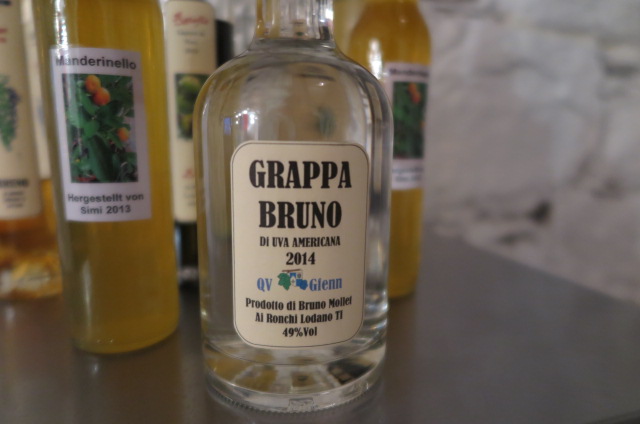 Manderinello
Hergestellt von
Simi 2013
GRAPPA
BRUNO
DI UVA AMERICANA
2014
QV Gfenn
Prodotto di Bruno Mollet
Ai Ronchi Lodano TI
49%Vol